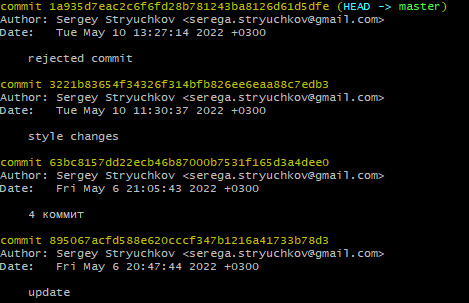 commit 1a935d7eac2c6f6fd28b781243ba8126d61d5dfe (HEAD -> master)
Author: Sergey Stryuchkov <serega.stryuchkov@gmail.com>
Date:   Tue May 10 13:27:14 2022 +0300
rejected commit
commit 3221b83654f34326f314bfb826ee6eaa88c7edb3
Author: Sergey Stryuchkov <serega.stryuchkov@gmail.com>
Date:   Tue May 10 11:30:37 2022 +0300
style changes
commit 63bc8157dd22ecb46b87000b7531f165d3a4dee0
Author: Sergey Stryuchkov <serega.stryuchkov@gmail.com>
Date:   Fri May 6 21:05:43 2022 +0300
4 коммит
commit 895067acfd588e620cccf347b1216a41733b78d3
Author: Sergey Stryuchkov <serega.stryuchkov@gmail.com>
Date:   Fri May 6 20:47:44 2022 +0300
update